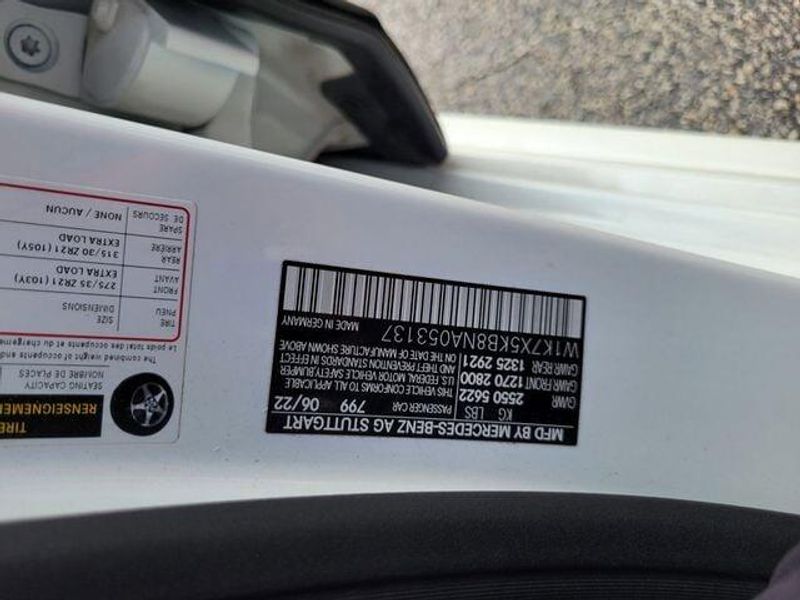 MFD BY MERCEDES-BENZ AG STUTTGART
KG LBS
GVWR 2550 5622
GAWR FRONT 1270 2800
GAWR REAR 1325 2921
PASSENGER CAR 799 06/22
THIS VEHICLE CONFORMS TO ALL APPLICABLE
U.S. FEDERAL MOTOR VEHICLE SAFETY, BUMPER
AND THEFT PREVENTION STANDARDS IN EFFECT
ON THE DATE OF MANUFACTURE SHOWN ABOVE
W1K7X5KB8NA053137
MADE IN GERMANY
TIRE
RENSEIGNEME
SEATING CAPACITY
NOMBRE DE PLACES
The combined weight of occupants and
Le poids total des occupants et du chargeme
TIRE SIZE
PNEU DIMENSIONS
FRONT 275/35 ZR21 (103Y)
AVANT EXTRA LOAD
REAR 315/30 ZR21 (105Y)
ARRIÈRE EXTRA LOAD
SPARE NONE / AUCUN
DE SECOURS